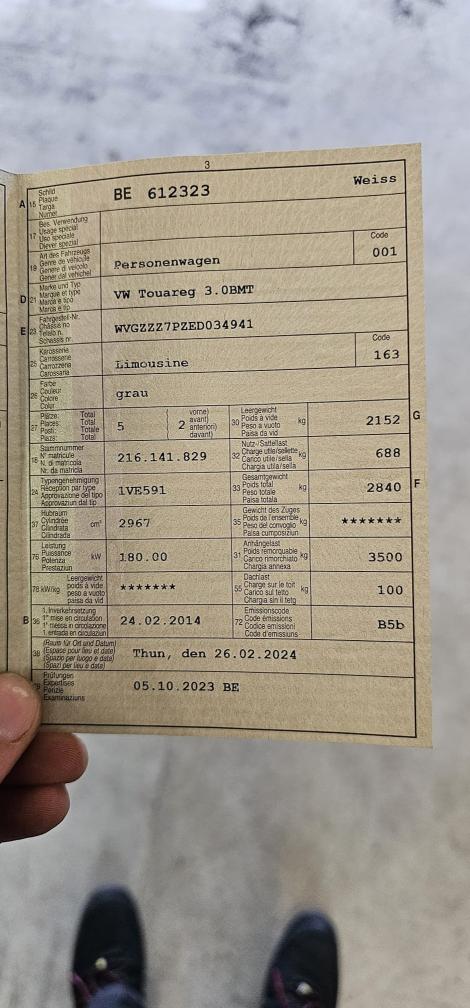 3
A 15 Schild
Plaque
Targa
Numer
BE 612323 Weiss
17 Bes. Verwendung
Usage spécial
Uso speciale
Diever spezial
19 Art des Fahrzeugs
Genre de véhicule
Genere di veicolo
Gener dal vehichel
Personenwagen
Code
001
D 21 Marke und Typ
Marque et type
Marca e tipo
Marca e tip
VW Touareg 3.0BMT
E 23 Fahrgestell-Nr.
Châssis no
Telaio n.
Schassis nr.
WVGZZZ7PZED034941
25 Karosserie
Carrosserie
Carrozzeria
Carossaria
Limousine
Code
163
26 Farbe
Couleur
Colore
Color
grau
27 Plätze: Total
Places: Total
Posti: Totale
Plazs: Total
5
2 vorne)
avant)
anteriori)
davant)
30 Leergewicht
Poids à vide
Peso a vuoto
Paisa da vid
kg
2152 G
18 Stammnummer
N° matricule
N. di matricola
Nr. da matricla
216.141.829
32 Nutz-/Sattellast
Charge utile/sellette
Carico utile/sella
Chargia utila/sella
kg
688
24 Typengenehmigung
Réception par type
Approvazione del tipo
Approvaziun dal tip
1VE591
33 Gesamtgewicht
Poids total
Peso totale
Paisa totala
kg
2840 F
37 Hubraum
Cylindrée
Cilindrata
Cilindrada
cm³
2967
35 Gewicht des Zuges
Poids de l'ensemble
Peso del convoglio
Paisa cumposiziun
kg
*******
76 Leistung
Puissance
Potenza
Prestaziun
kW
180.00
31 Anhängelast
Poids remorquable
Carico rimorchiato
Chargia annexa
kg
3500
78 kW/kg Leergewicht
poids à vide
peso a vuoto
paisa da vid
*******
55 Dachlast
Charge sur le toit
Carico sul tetto
Chargia sin il tetg
kg
100
B 36 1. Inverkehrsetzung
1re mise en circulation
1a messa in circolazione
1. entrada en circulaziun
24.02.2014
72 Emissionscode
Code émissions
Codice emissioni
Code d'emissiuns
B5b
38 (Raum für Ort und Datum)
(Espace pour lieu et date)
(Spazio per luogo e data)
(Spazi per lieu e data)
Thun, den 26.02.2024
Prüfungen
Expertises
Perizie
Examinaziuns
05.10.2023 BE